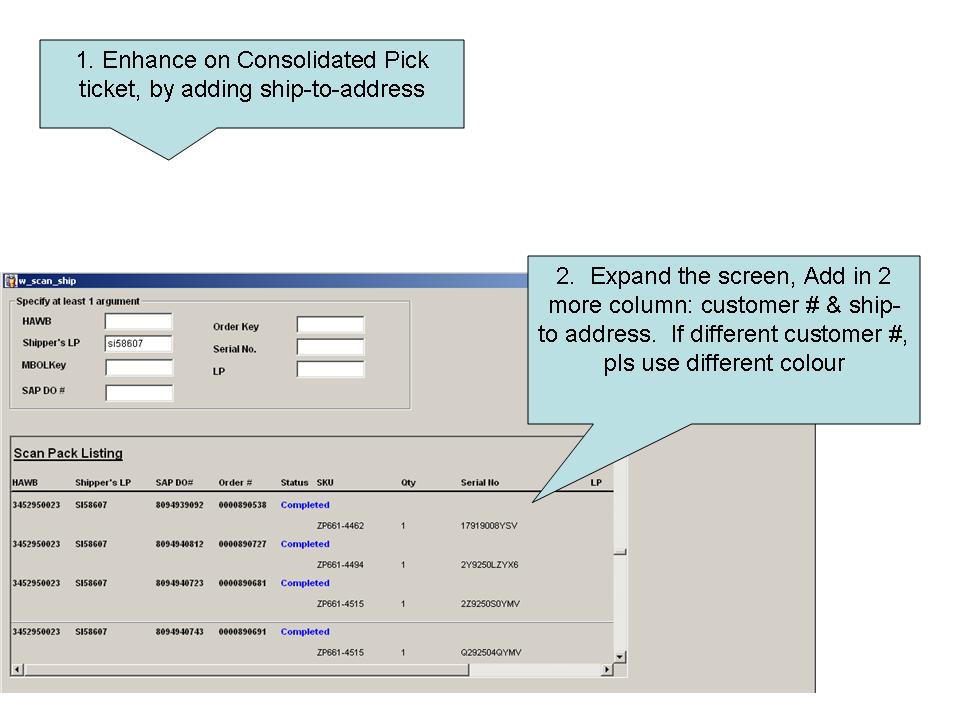 1. Enhance on Consolidated Pick
ticket, by adding ship-to-address
2. Expand the screen, Add in 2
more column: customer # & ship-
to address. If different customer #,
pls use different colour
w_scan_ship
Specify at least 1 argument
HAWB
Order Key
Shipper's LP si58607
Serial No.
MBOLKey
LP
SAP DO #
Scan Pack Listing
HAWB Shipper's LP SAP DO# Order # Status SKU Qty Serial No LP
3452950023 SI58607 8094939092 0000890538 Completed
ZP661-4462 1 17919008YSV
3452950023 SI58607 8094940812 0000890727 Completed
ZP661-4494 1 2Y9250LZYX6
3452950023 SI58607 8094940723 0000890681 Completed
ZP661-4515 1 2Z9250S0YMV
3452950023 SI58607 8094940743 0000890691 Completed
ZP661-4515 1 Q292504QYMV